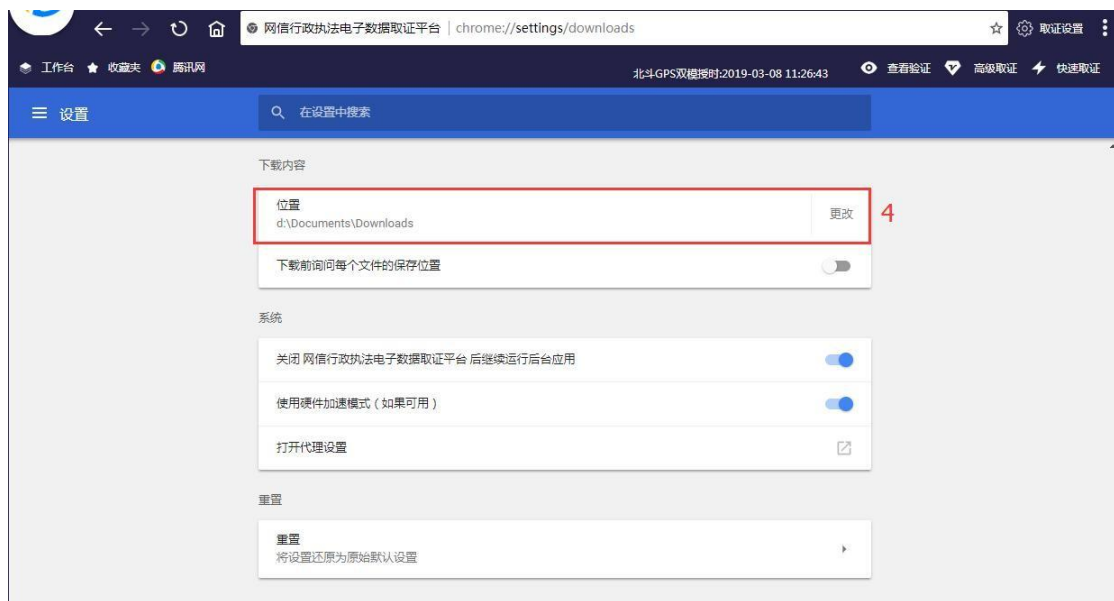 网信行政执法电子数据取证平台 | chrome://settings/downloads
取证设置
工作台 收藏夹 腾讯网
北斗GPS双模授时:2019-03-08 11:26:43
查看验证 高级取证 快速取证
设置
在设置中搜索
下载内容
位置
d:\Documents\Downloads
更改
4
下载前询问每个文件的保存位置
系统
关闭 网信行政执法电子数据取证平台 后继续运行后台应用
使用硬件加速模式（如果可用）
打开代理设置
重置
重置
将设置还原为原始默认设置